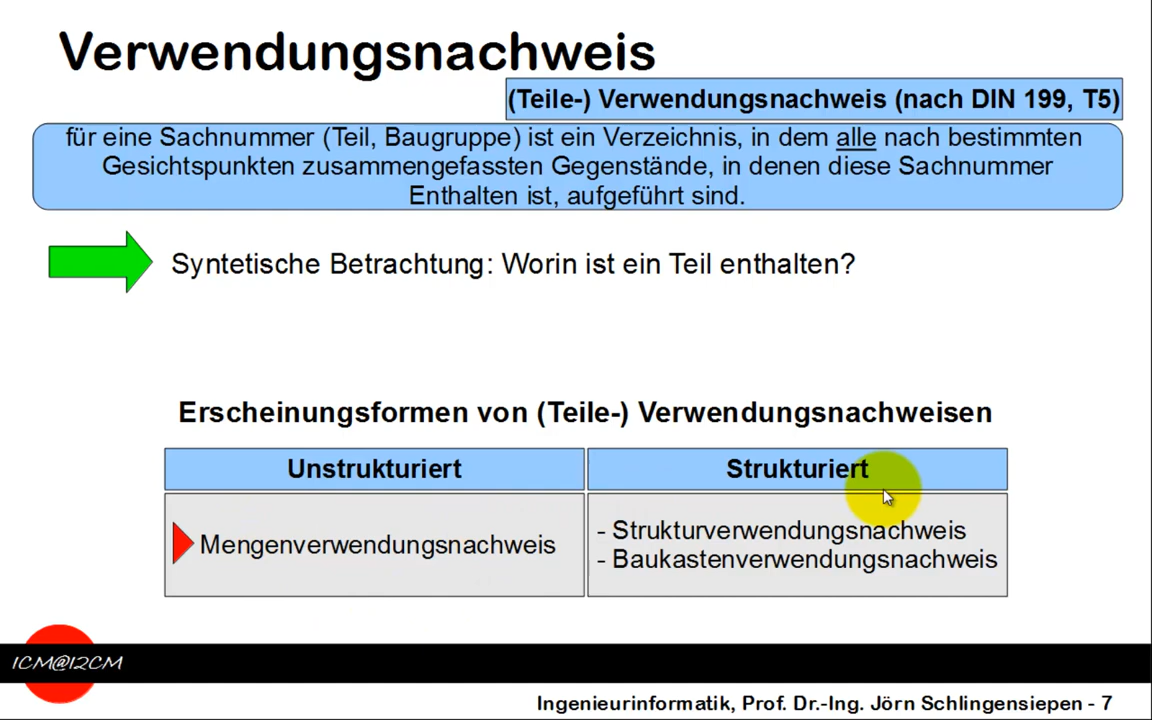 Verwendungsnachweis
(Teile-) Verwendungsnachweis (nach DIN 199, T5)
für eine Sachnummer (Teil, Baugruppe) ist ein Verzeichnis, in dem alle nach bestimmten
Gesichtspunkten zusammengefassten Gegenstände, in denen diese Sachnummer
Enthalten ist, aufgeführt sind.
Syntetische Betrachtung: Worin ist ein Teil enthalten?
Erscheinungsformen von (Teile-) Verwendungsnachweisen
Unstrukturiert
Strukturiert
Mengenverwendungsnachweis
- Strukturverwendungsnachweis
- Baukastenverwendungsnachweis
1CM@12CM
Ingenieurinformatik, Prof. Dr.-Ing. Jörn Schlingensiepen - 7